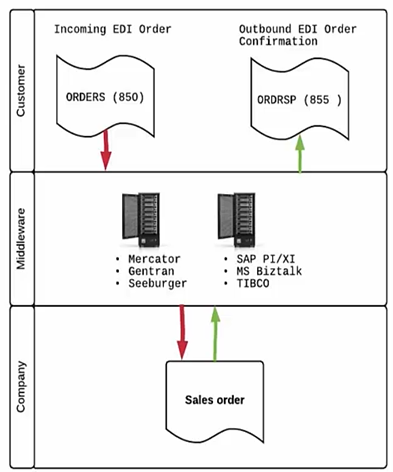 Customer
Incoming EDI Order
Outbound EDI Order
Confirmation
ORDERS (850)
ORDRSP (855 )
Middleware
• Mercator
• Gentran
• Seeburger
• SAP PI/XI
• MS Biztalk
• TIBCO
Company
Sales order